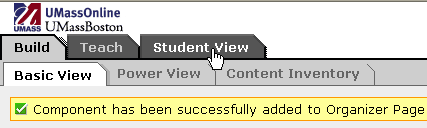 UMassOnline
UMASS UMassBoston
Build Teach Student View
Basic View Power View Content Inventory
Component has been successfully added to Organizer Page